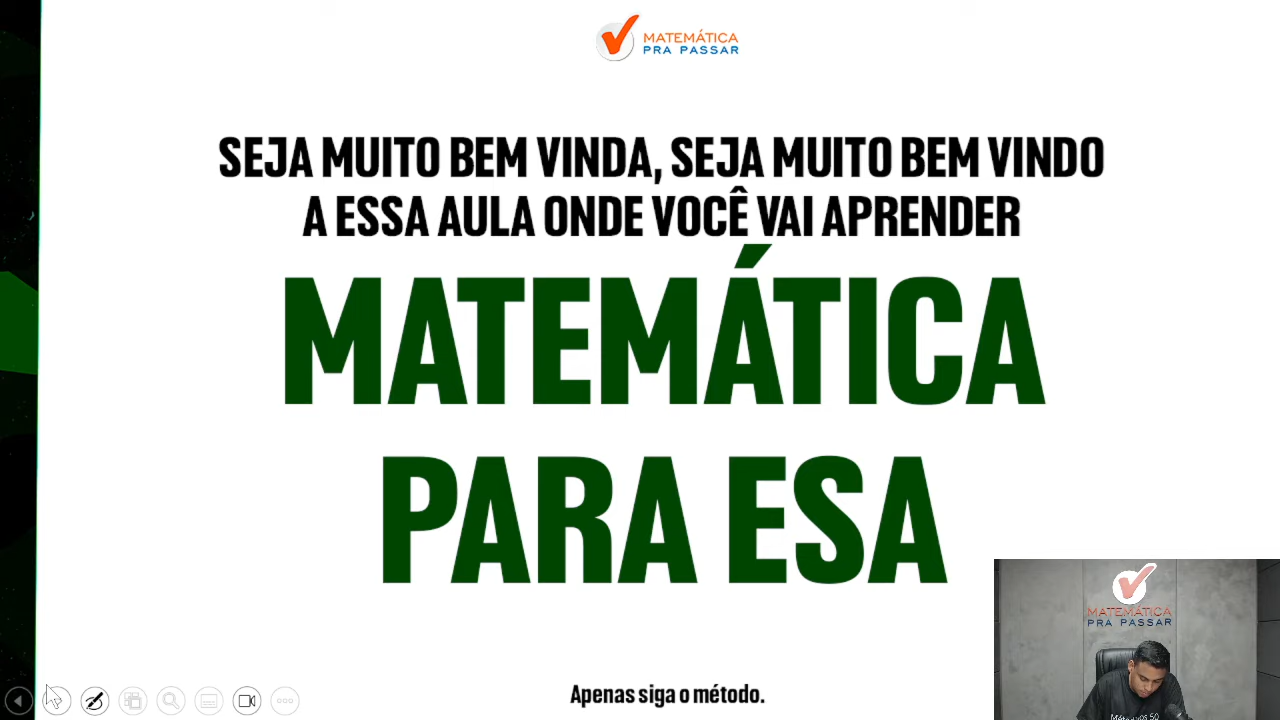 MATEMÁTICA
PRA PASSAR
SEJA MUITO BEM VINDA, SEJA MUITO BEM VINDO
A ESSA AULA ONDE VOCÊ VAI APRENDER
MATEMÁTICA
PARA ESA
MATEMÁTICA
PRA PASSAR
Apenas siga o método.